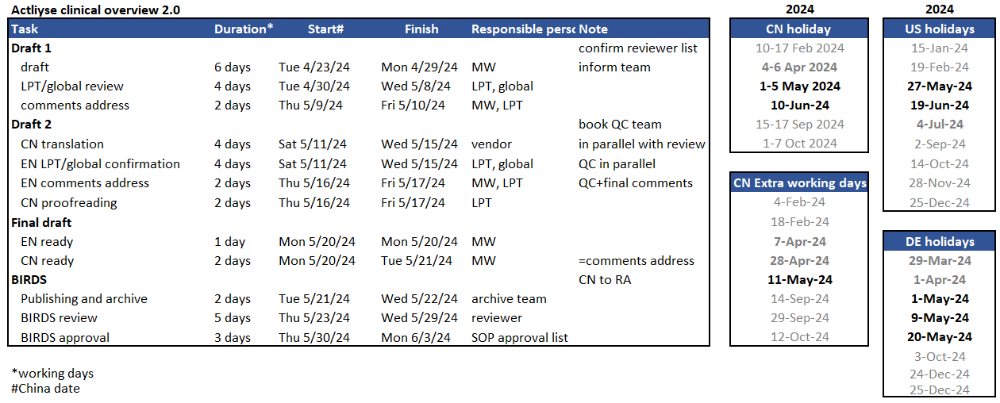 Actliyse clinical overview 2.0
Task Duration* Start# Finish Responsible perso Note
Draft 1 confirm reviewer list
draft 6 days Tue 4/23/24 Mon 4/29/24 MW inform team
LPT/global review 4 days Tue 4/30/24 Wed 5/8/24 LPT, global
comments address 2 days Thu 5/9/24 Fri 5/10/24 MW, LPT
Draft 2 book QC team
CN translation 4 days Sat 5/11/24 Wed 5/15/24 vendor in parallel with review
EN LPT/global confirmation 4 days Sat 5/11/24 Wed 5/15/24 LPT, global QC in parallel
EN comments address 2 days Thu 5/16/24 Fri 5/17/24 MW, LPT QC+final comments
CN proofreading 2 days Thu 5/16/24 Fri 5/17/24 LPT
Final draft
EN ready 1 day Mon 5/20/24 Mon 5/20/24 MW
CN ready 2 days Mon 5/20/24 Tue 5/21/24 MW =comments address
BIRDS CN to RA
Publishing and archive 2 days Tue 5/21/24 Wed 5/22/24 archive team
BIRDS review 5 days Thu 5/23/24 Wed 5/29/24 reviewer
BIRDS approval 3 days Thu 5/30/24 Mon 6/3/24 SOP approval list
*working days
#China date
2024
CN holiday
10-17 Feb 2024
4-6 Apr 2024
1-5 May 2024
10-Jun-24
15-17 Sep 2024
1-7 Oct 2024
CN Extra working days
4-Feb-24
18-Feb-24
7-Apr-24
28-Apr-24
11-May-24
14-Sep-24
29-Sep-24
12-Oct-24
2024
US holidays
15-Jan-24
19-Feb-24
27-May-24
19-Jun-24
4-Jul-24
2-Sep-24
14-Oct-24
28-Nov-24
25-Dec-24
DE holidays
29-Mar-24
1-Apr-24
1-May-24
9-May-24
20-May-24
3-Oct-24
24-Dec-24
25-Dec-24